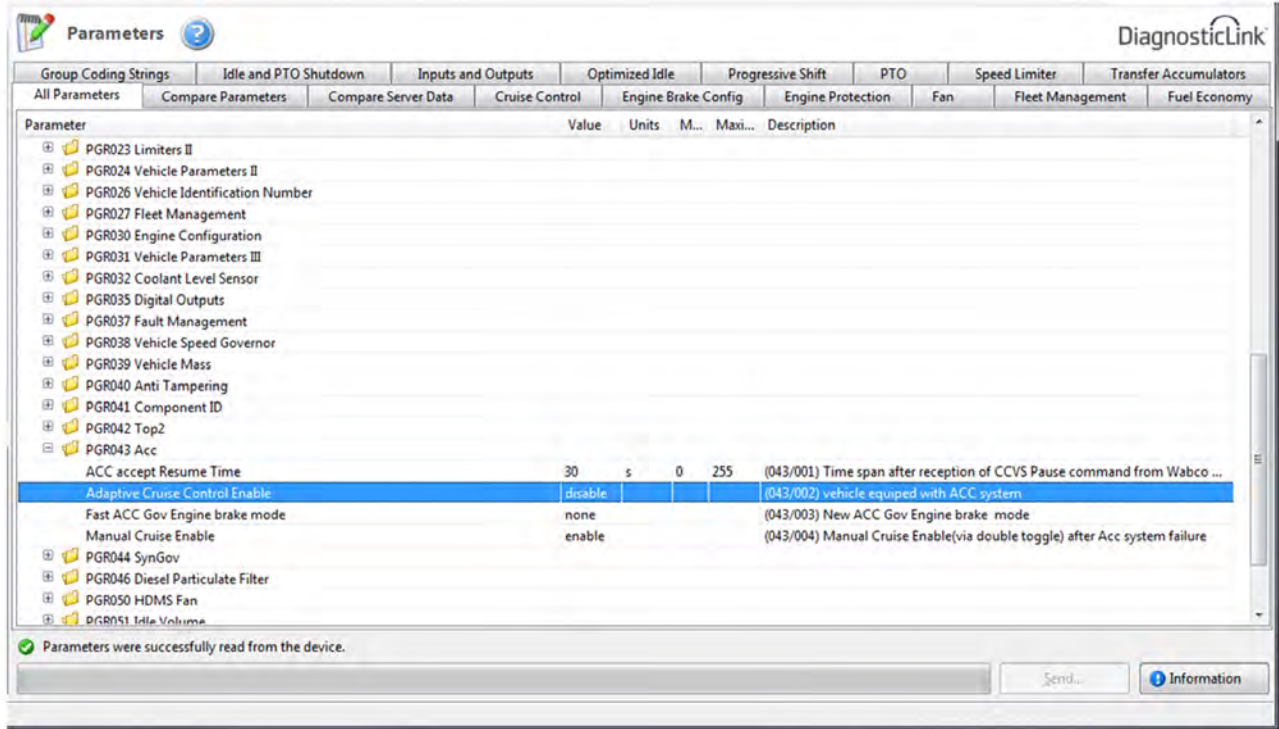 Parameters
DiagnosticLink
Group Coding Strings Idle and PTO Shutdown Inputs and Outputs Optimized Idle Progressive Shift PTO Speed Limiter Transfer Accumulators
All Parameters Compare Parameters Compare Server Data Cruise Control Engine Brake Config Engine Protection Fan Fleet Management Fuel Economy
Parameter Value Units M... Maxi... Description
PGR023 Limiters II
PGR024 Vehicle Parameters II
PGR026 Vehicle Identification Number
PGR027 Fleet Management
PGR030 Engine Configuration
PGR031 Vehicle Parameters III
PGR032 Coolant Level Sensor
PGR035 Digital Outputs
PGR037 Fault Management
PGR038 Vehicle Speed Governor
PGR039 Vehicle Mass
PGR040 Anti Tampering
PGR041 Component ID
PGR042 Top2
PGR043 Acc
ACC accept Resume Time 30 s 0 255 (043/001) Time span after reception of CCVS Pause command from Wabco ...
Adaptive Cruise Control Enable disable (043/002) vehicle equiped with ACC system
Fast ACC Gov Engine brake mode none (043/003) New ACC Gov Engine brake mode
Manual Cruise Enable enable (043/004) Manual Cruise Enable(via double toggle) after Acc system failure
PGR044 SynGov
PGR046 Diesel Particulate Filter
PGR050 HDMS Fan
PGR051 Idle Volume
Parameters were successfully read from the device.
Send...
Information